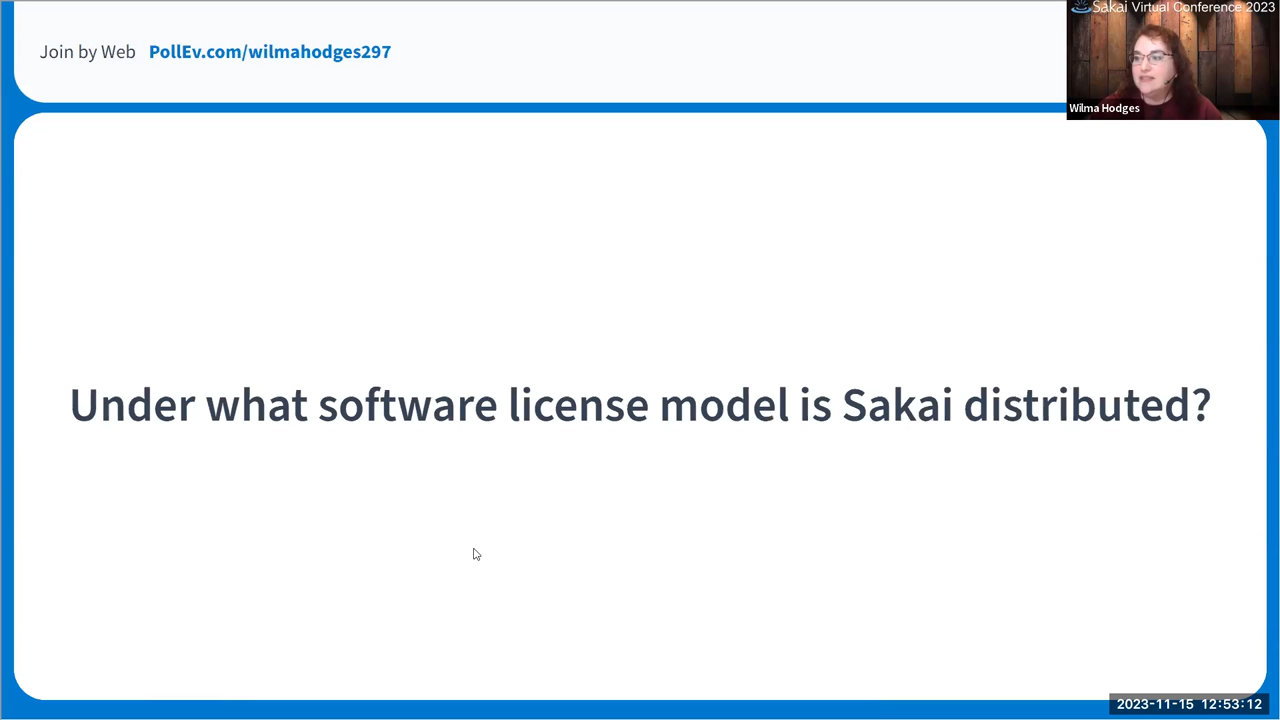 Join by Web PollEv.com/wilmahodges297
Sakai Virtual Conference 2023
Wilma Hodges
Under what software license model is Sakai distributed?
2023-11-15 12:53:12